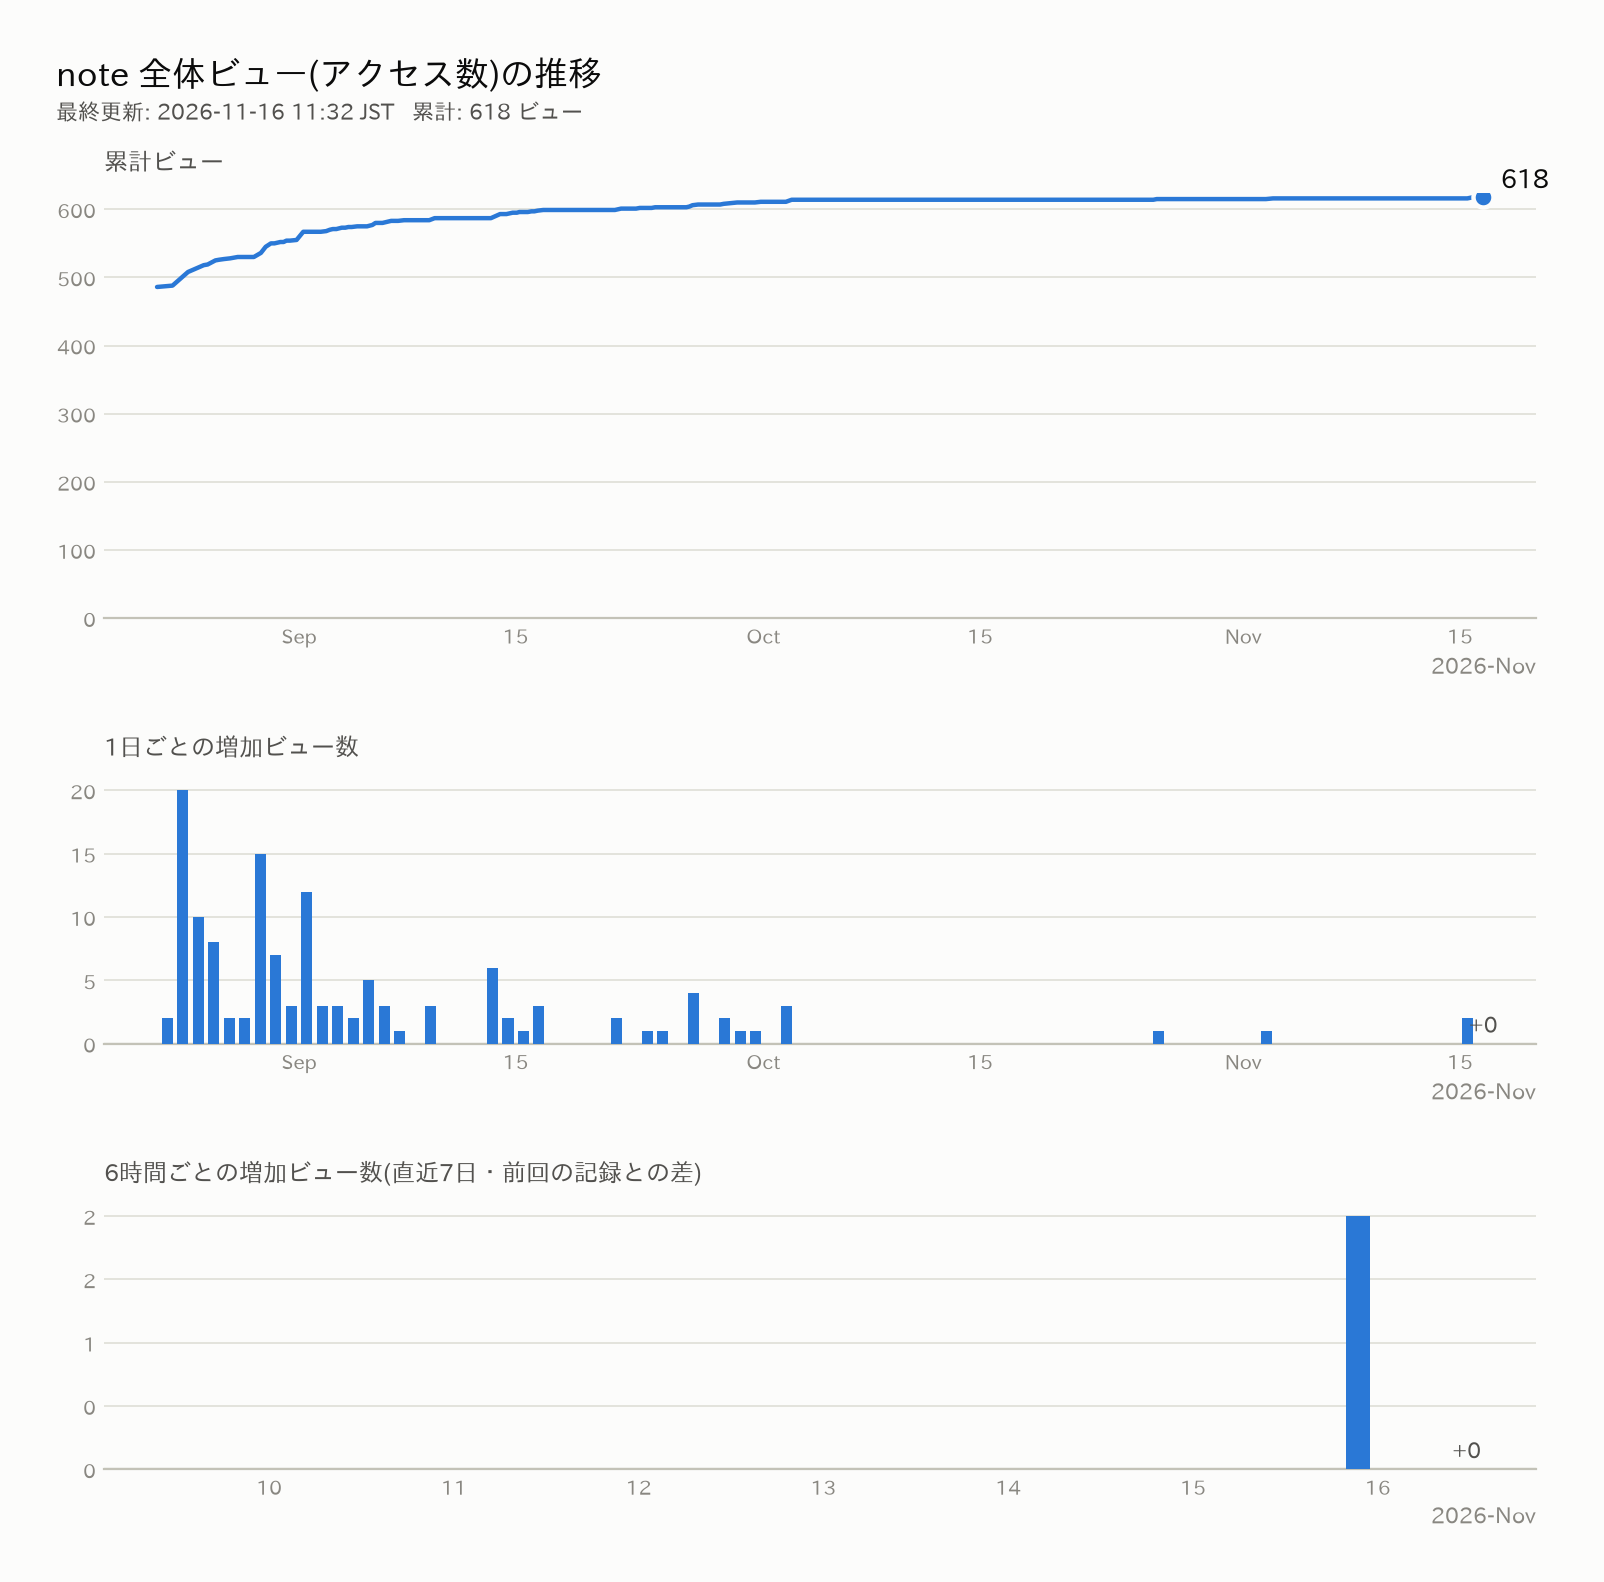 note 全体ビュー(アクセス数)の推移
最終更新: 2026-11-16 11:32 JST 累計: 618 ビュー
累計ビュー
618
600
500
400
300
200
100
0
Sep 15 Oct 15 Nov 15
2026-Nov
1日ごとの増加ビュー数
20
15
10
5
+0
0
Sep 15 Oct 15 Nov 15
2026-Nov
6時間ごとの増加ビュー数(直近7日・前回の記録との差)
2
2
1
0
+0
0
10 11 12 13 14 15 16
2026-Nov